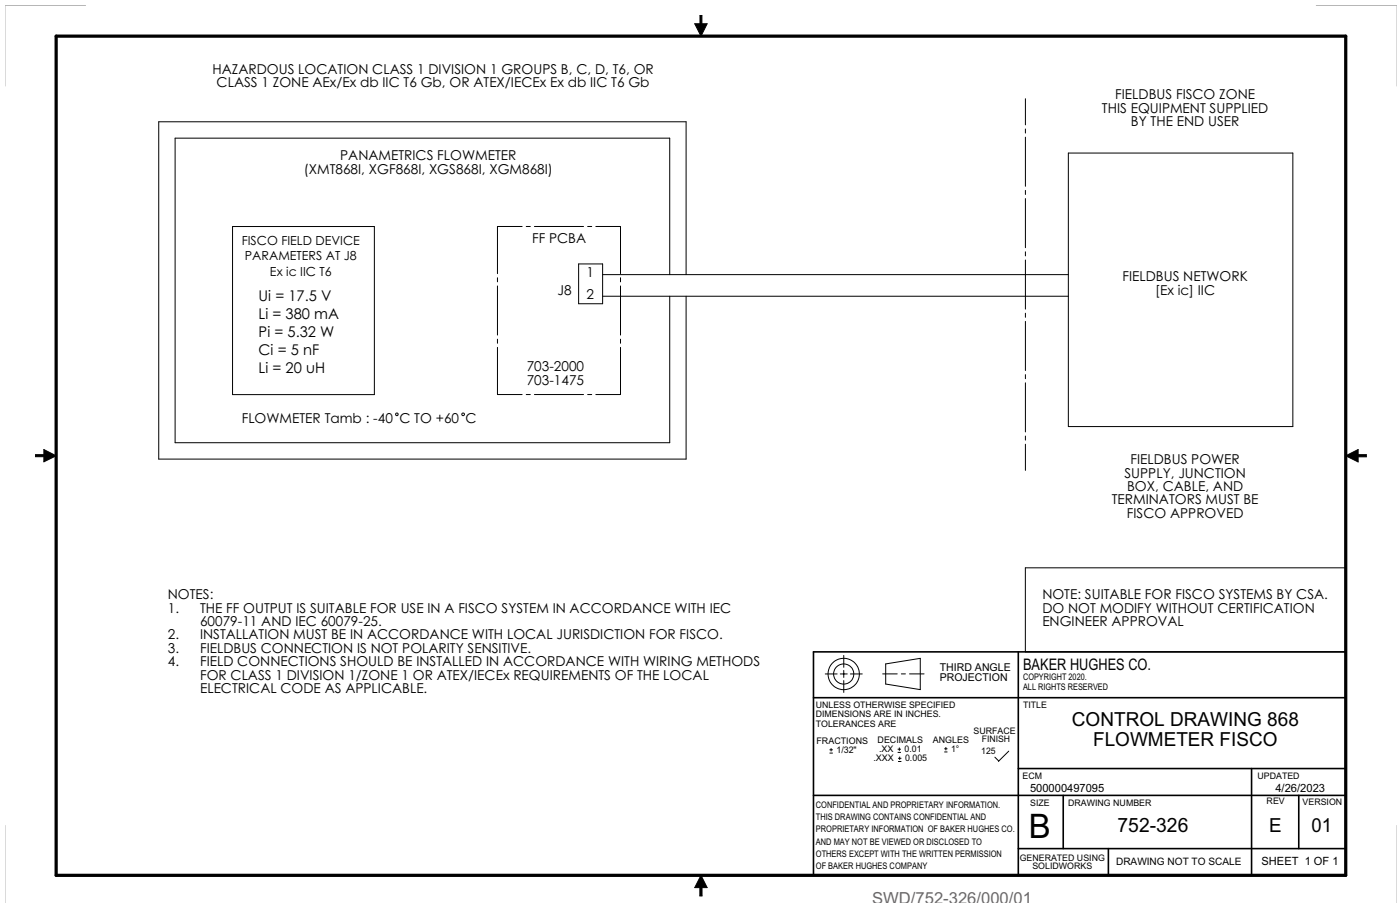 HAZARDOUS LOCATION CLASS 1 DIVISION 1 GROUPS B, C, D, T6, OR
CLASS 1 ZONE AEx/Ex db IIC T6 Gb, OR ATEX/IECEx Ex db IIC T6 Gb
FIELDBUS FISCO ZONE
THIS EQUIPMENT SUPPLIED
BY THE END USER
PANAMETRICS FLOWMETER
(XMT868I, XGF868I, XGS868I, XGM868I)
FISCO FIELD DEVICE
PARAMETERS AT J8
Ex ic IIC T6
Ui = 17.5 V
Li = 380 mA
Pi = 5.32 W
Ci = 5 nF
Li = 20 uH
FF PCBA
J8
1
2
703-2000
703-1475
FLOWMETER Tamb : -40°C TO +60°C
FIELDBUS NETWORK
[Ex ic] IIC
FIELDBUS POWER
SUPPLY, JUNCTION
BOX, CABLE, AND
TERMINATORS MUST BE
FISCO APPROVED
NOTES:
1. THE FF OUTPUT IS SUITABLE FOR USE IN A FISCO SYSTEM IN ACCORDANCE WITH IEC
60079-11 AND IEC 60079-25.
2. INSTALLATION MUST BE IN ACCORDANCE WITH LOCAL JURISDICTION FOR FISCO.
3. FIELDBUS CONNECTION IS NOT POLARITY SENSITIVE.
4. FIELD CONNECTIONS SHOULD BE INSTALLED IN ACCORDANCE WITH WIRING METHODS
FOR CLASS 1 DIVISION 1/ZONE 1 OR ATEX/IECEx REQUIREMENTS OF THE LOCAL
ELECTRICAL CODE AS APPLICABLE.
NOTE: SUITABLE FOR FISCO SYSTEMS BY CSA.
DO NOT MODIFY WITHOUT CERTIFICATION
ENGINEER APPROVAL
THIRD ANGLE
PROJECTION
BAKER HUGHES CO.
COPYRIGHT 2020.
ALL RIGHTS RESERVED
UNLESS OTHERWISE SPECIFIED
DIMENSIONS ARE IN INCHES.
TOLERANCES ARE
FRACTIONS DECIMALS ANGLES SURFACE FINISH
± 1/32" .XX ± 0.01 ± 1° 125
.XXX ± 0.005
TITLE
CONTROL DRAWING 868
FLOWMETER FISCO
ECM
500000497095
UPDATED
4/26/2023
CONFIDENTIAL AND PROPRIETARY INFORMATION.
THIS DRAWING CONTAINS CONFIDENTIAL AND
PROPRIETARY INFORMATION OF BAKER HUGHES CO.
AND MAY NOT BE VIEWED OR DISCLOSED TO
OTHERS EXCEPT WITH THE WRITTEN PERMISSION
OF BAKER HUGHES COMPANY
SIZE
B
DRAWING NUMBER
752-326
REV
E
VERSION
01
GENERATED USING
SOLIDWORKS
DRAWING NOT TO SCALE
SHEET 1 OF 1
SWD/752-326/000/01